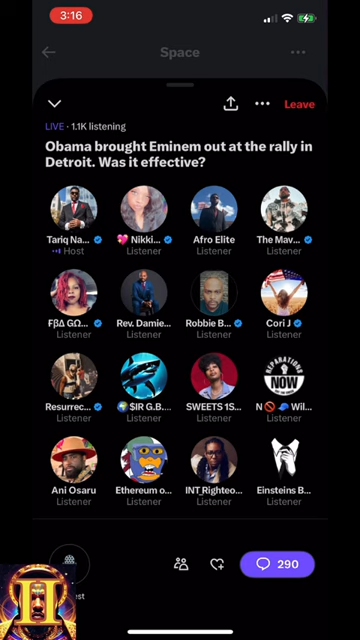 3:16
Space
Leave
LIVE · 1.1K listening
Obama brought Eminem out at the rally in
Detroit. Was it effective?
Tariq Na... 💖 Nikki... Afro Elite The Mav...
Host Listener Listener Listener
FβΔ GΩ... Rev. Damie... Robbie B... Cori J
Listener Listener Listener Listener
REPARATIONS
NOW
Resurrec... 🌍 $IR G.B.... SWEETS 1S... N🚫 🧢 Wil...
Listener Listener Listener Listener
Ani Osaru Ethereum o... INT_Righteo... Einsteins B...
Listener Listener Listener Listener
290